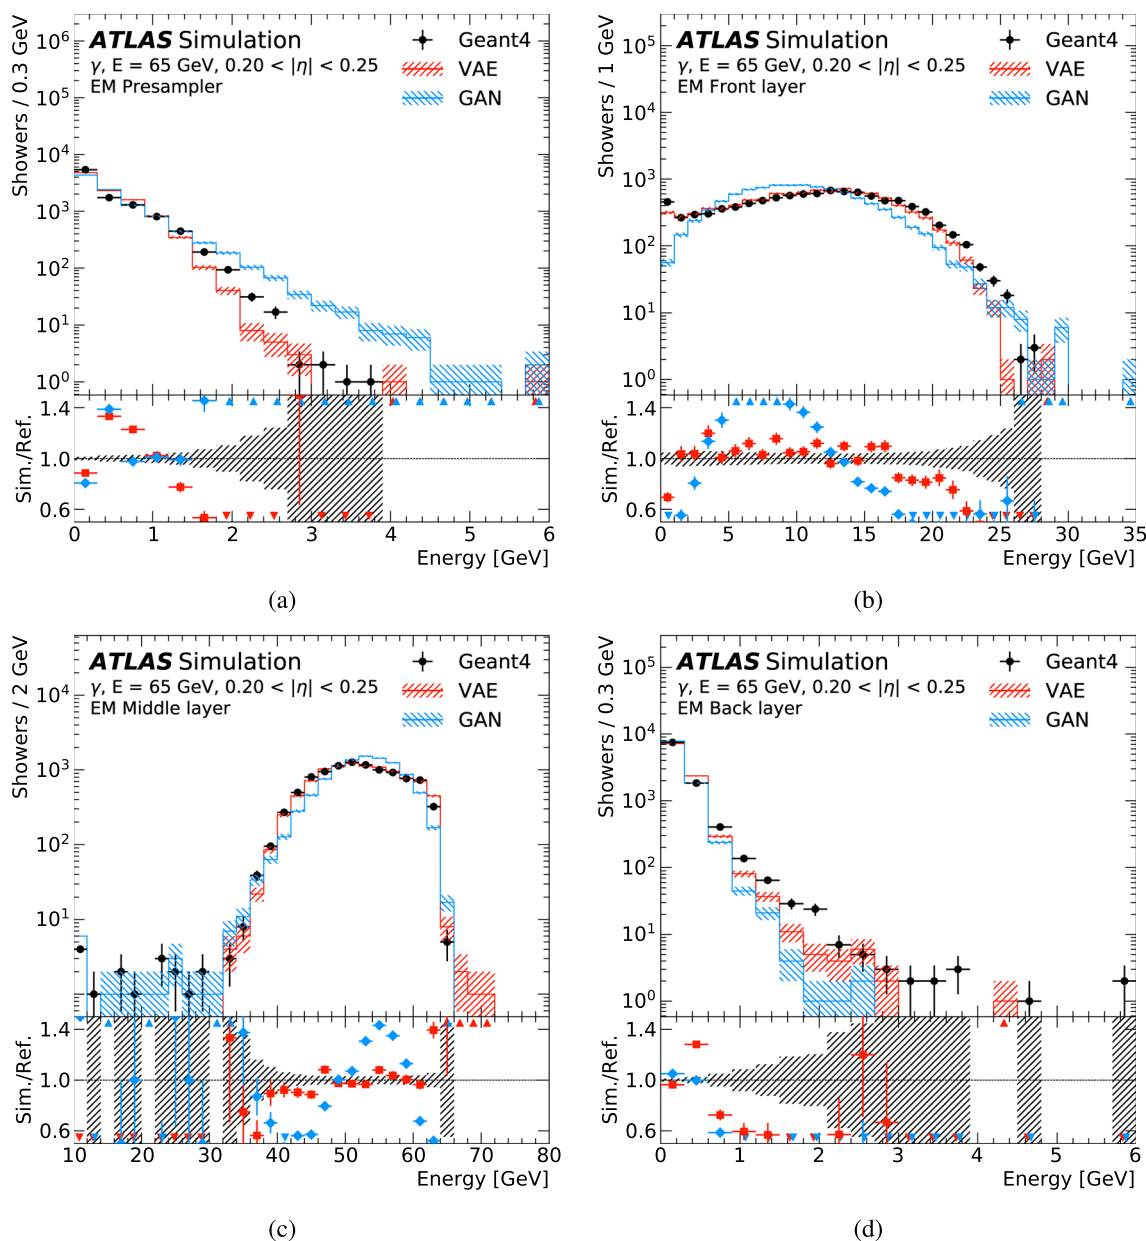 ATLAS Simulation
γ, E = 65 GeV, 0.20 < |η| < 0.25
EM Presampler
Geant4
VAE
GAN
Showers / 0.3 GeV
10⁶
10⁵
10⁴
10³
10²
10¹
10⁰
Sim./Ref.
1.4
1.0
0.6
0 1 2 3 4 5 6
Energy [GeV]
(a)
ATLAS Simulation
γ, E = 65 GeV, 0.20 < |η| < 0.25
EM Front layer
Geant4
VAE
GAN
Showers / 1 GeV
10⁵
10⁴
10³
10²
10¹
10⁰
Sim./Ref.
1.4
1.0
0.6
0 5 10 15 20 25 30 35
Energy [GeV]
(b)
ATLAS Simulation
γ, E = 65 GeV, 0.20 < |η| < 0.25
EM Middle layer
Geant4
VAE
GAN
Showers / 2 GeV
10⁴
10³
10²
10¹
Sim./Ref.
1.4
1.0
0.6
10 20 30 40 50 60 70 80
Energy [GeV]
(c)
ATLAS Simulation
γ, E = 65 GeV, 0.20 < |η| < 0.25
EM Back layer
Geant4
VAE
GAN
Showers / 0.3 GeV
10⁵
10⁴
10³
10²
10¹
10⁰
Sim./Ref.
1.4
1.0
0.6
0 1 2 3 4 5 6
Energy [GeV]
(d)